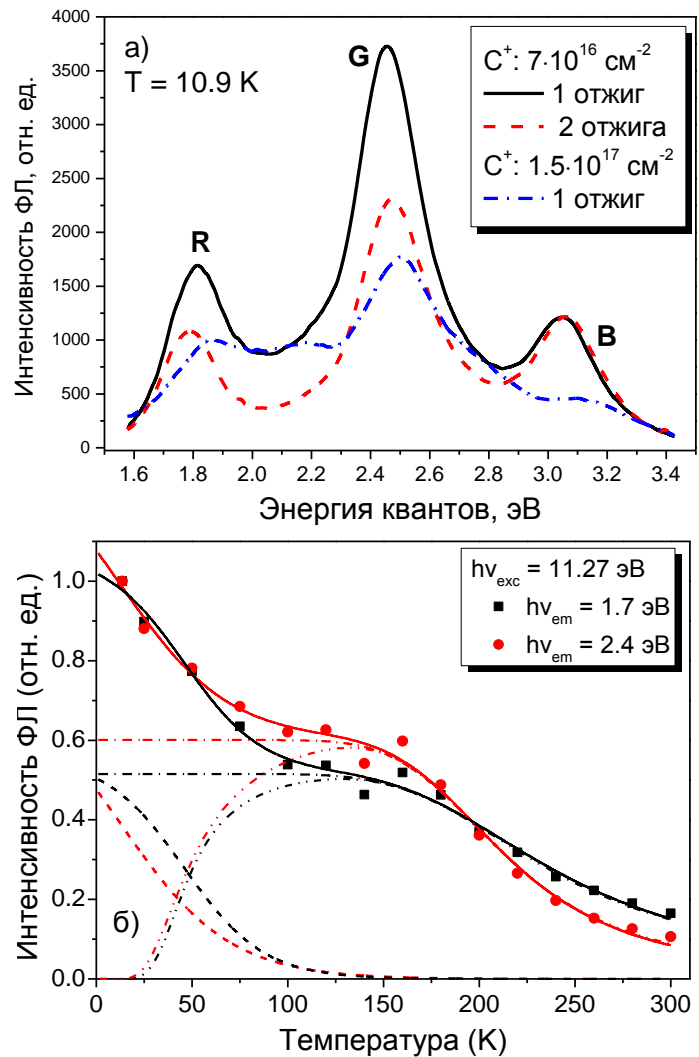 а)
T = 10.9 K
R
G
B
C⁺: 7·10¹⁶ см⁻²
1 отжиг
2 отжига
C⁺: 1.5·10¹⁷ см⁻²
1 отжиг
Интенсивность ФЛ, отн. ед.
4000
3500
3000
2500
2000
1500
1000
500
0
1.6 1.8 2.0 2.2 2.4 2.6 2.8 3.0 3.2 3.4
Энергия квантов, эВ
hν_exc = 11.27 эВ
hν_em = 1.7 эВ
hν_em = 2.4 эВ
Интенсивность ФЛ (отн. ед.)
1.0
0.8
0.6
0.4
0.2
0.0
б)
0 50 100 150 200 250 300
Температура (K)